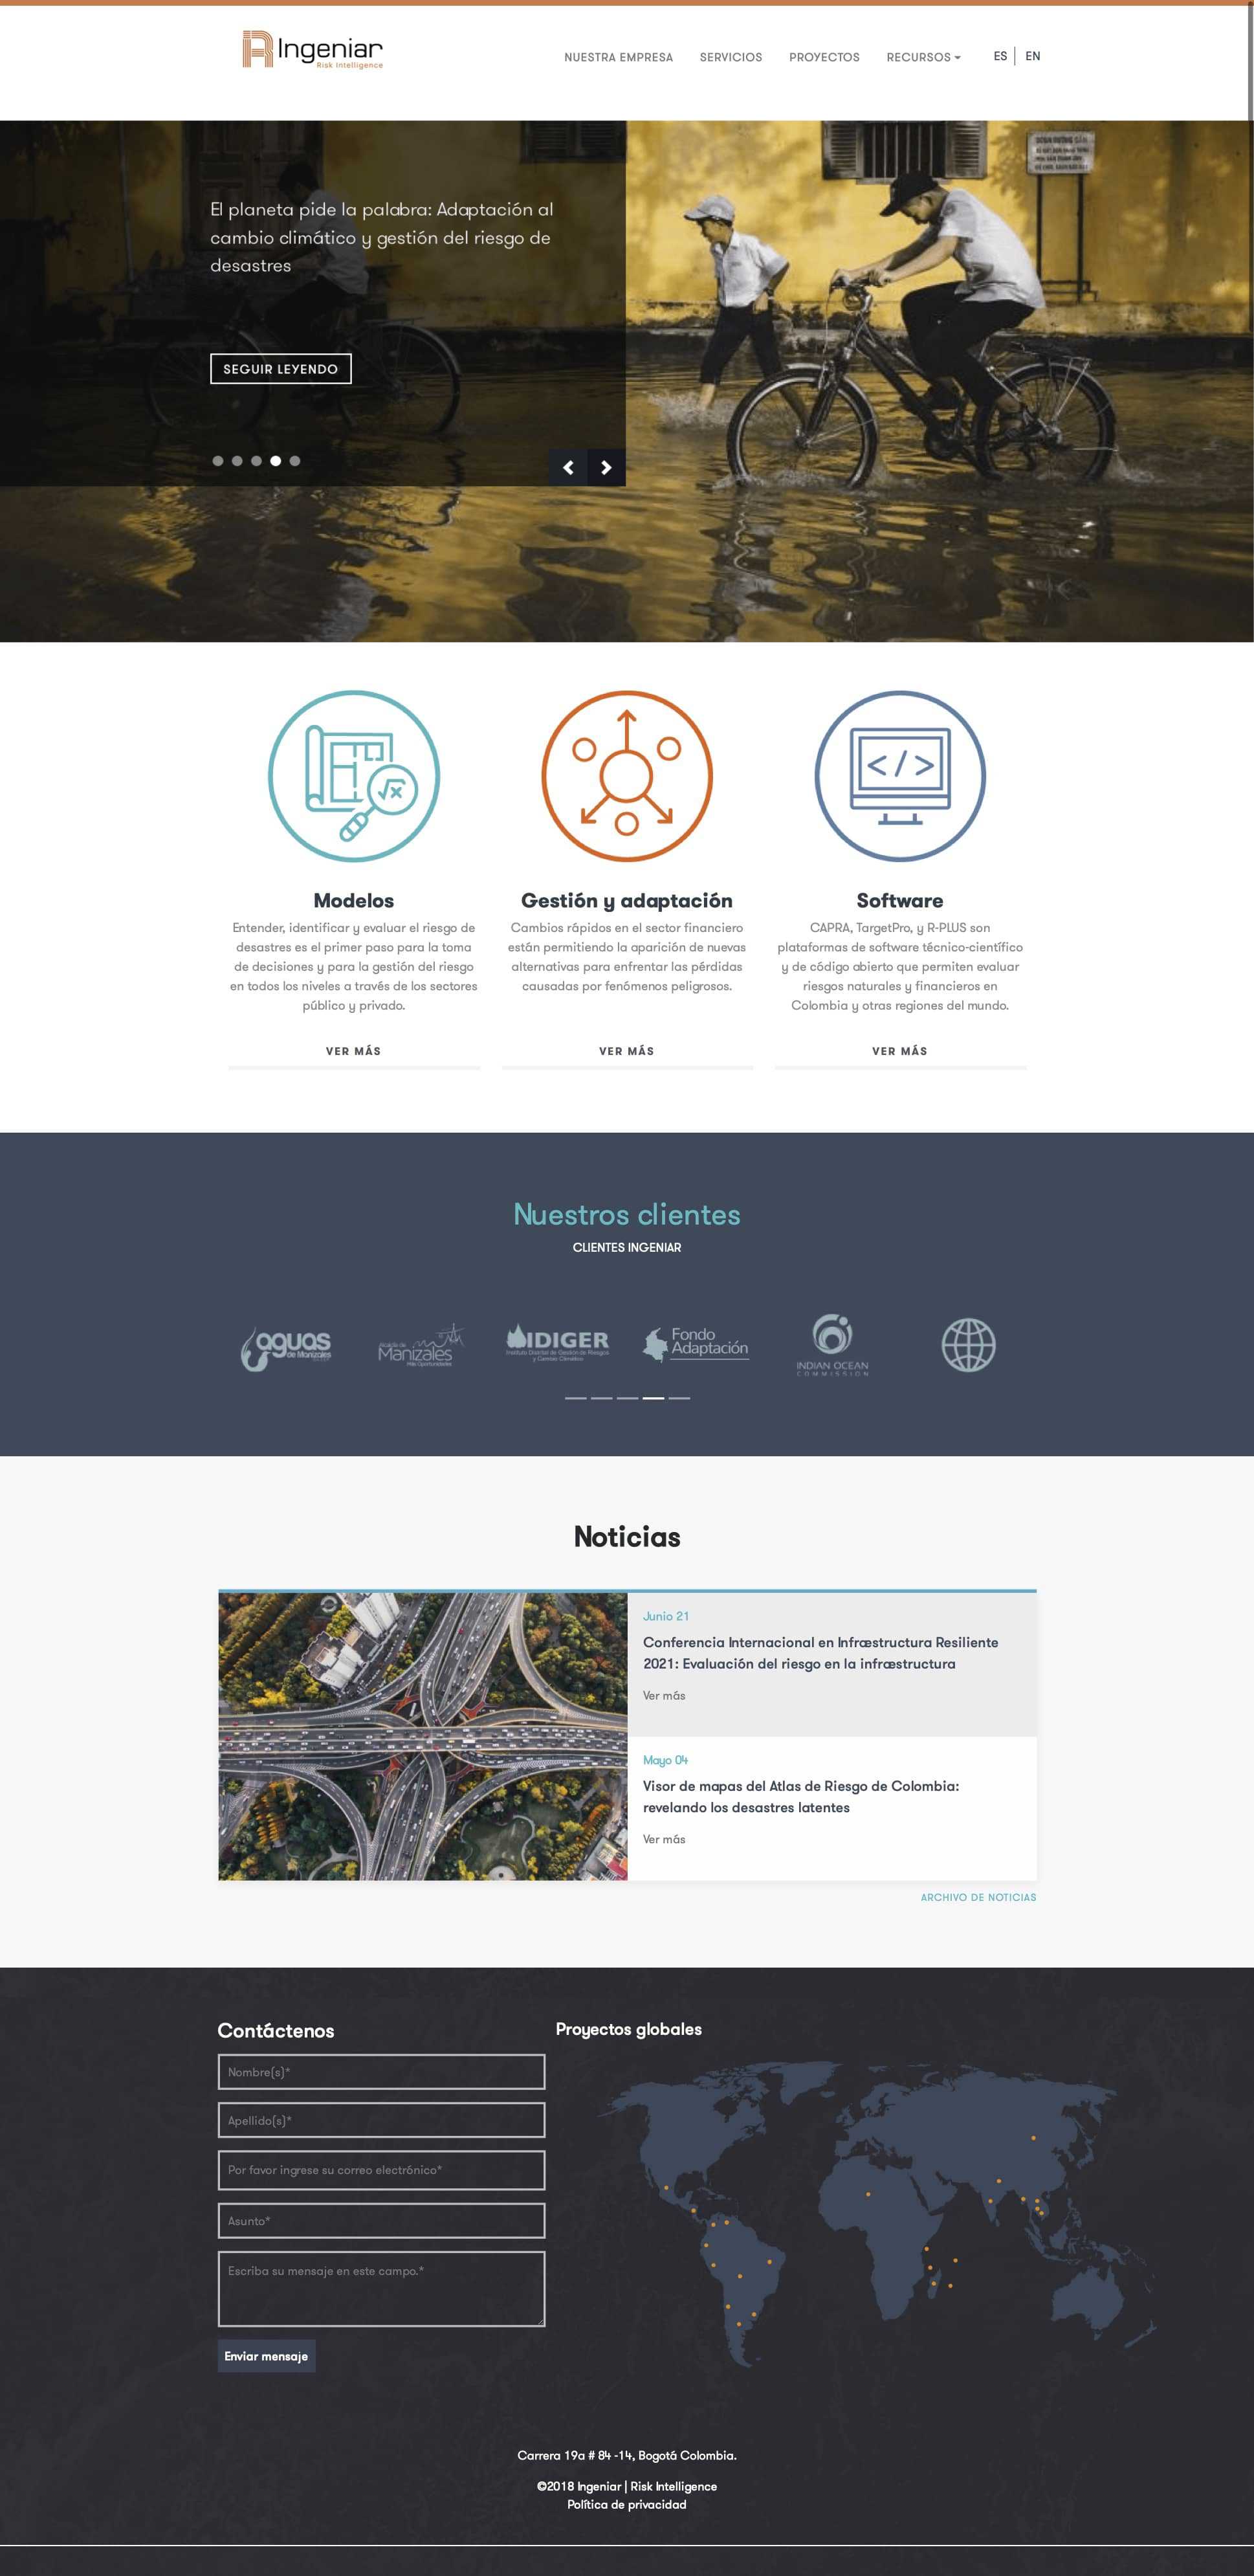 Ingeniar
Risk Intelligence
NUESTRA EMPRESA
SERVICIOS
PROYECTOS
RECURSOS
ES
EN
El planeta pide la palabra: Adaptación al
cambio climático y gestión del riesgo de
desastres
SEGUIR LEYENDO
Modelos
Entender, identificar y evaluar el riesgo de
desastres es el primer paso para la toma
de decisiones y para la gestión del riesgo
en todos los niveles a través de los sectores
público y privado.
VER MÁS
Gestión y adaptación
Cambios rápidos en el sector financiero
están permitiendo la aparición de nuevas
alternativas para enfrentar las pérdidas
causadas por fenómenos peligrosos.
VER MÁS
</>
Software
CAPRA, TargetPro, y R-PLUS son
plataformas de software técnico-científico
y de código abierto que permiten evaluar
riesgos naturales y financieros en
Colombia y otras regiones del mundo.
VER MÁS
Nuestros clientes
CLIENTES INGENIAR
aguas
de Manizales
Alcaldía de
Manizales
Más Oportunidades
IDIGER
Instituto Distrital de Gestión de Riesgos
y Cambio Climático
Fondo
Adaptación
INDIAN OCEAN
COMMISSION
Noticias
Junio 21
Conferencia Internacional en Infraestructura Resiliente
2021: Evaluación del riesgo en la infraestructura
Ver más
Mayo 04
Visor de mapas del Atlas de Riesgo de Colombia:
revelando los desastres latentes
Ver más
ARCHIVO DE NOTICIAS
Contáctenos
Nombre(s)*
Apellido(s)*
Por favor ingrese su correo electrónico*
Asunto*
Escriba su mensaje en este campo.*
Enviar mensaje
Proyectos globales
Carrera 19a # 84 -14, Bogotá Colombia.
©2018 Ingeniar | Risk Intelligence
Política de privacidad